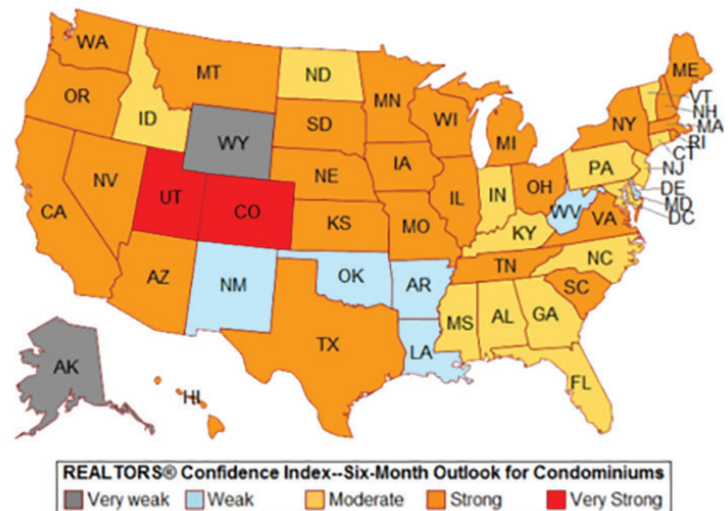 WA
MT
ND
ME
VT
OR
MN
NH
ID
SD
WI
NY
MA
WY
MI
RI
CT
IA
PA
NJ
NE
NV
OH
DE
UT
IL
IN
MD
CO
WV
DC
CA
KS
MO
VA
KY
NC
TN
AZ
OK
NM
AR
SC
MS
AL
GA
TX
LA
AK
FL
HI
REALTORS® Confidence Index--Six-Month Outlook for Condominiums
Very weak Weak Moderate Strong Very Strong